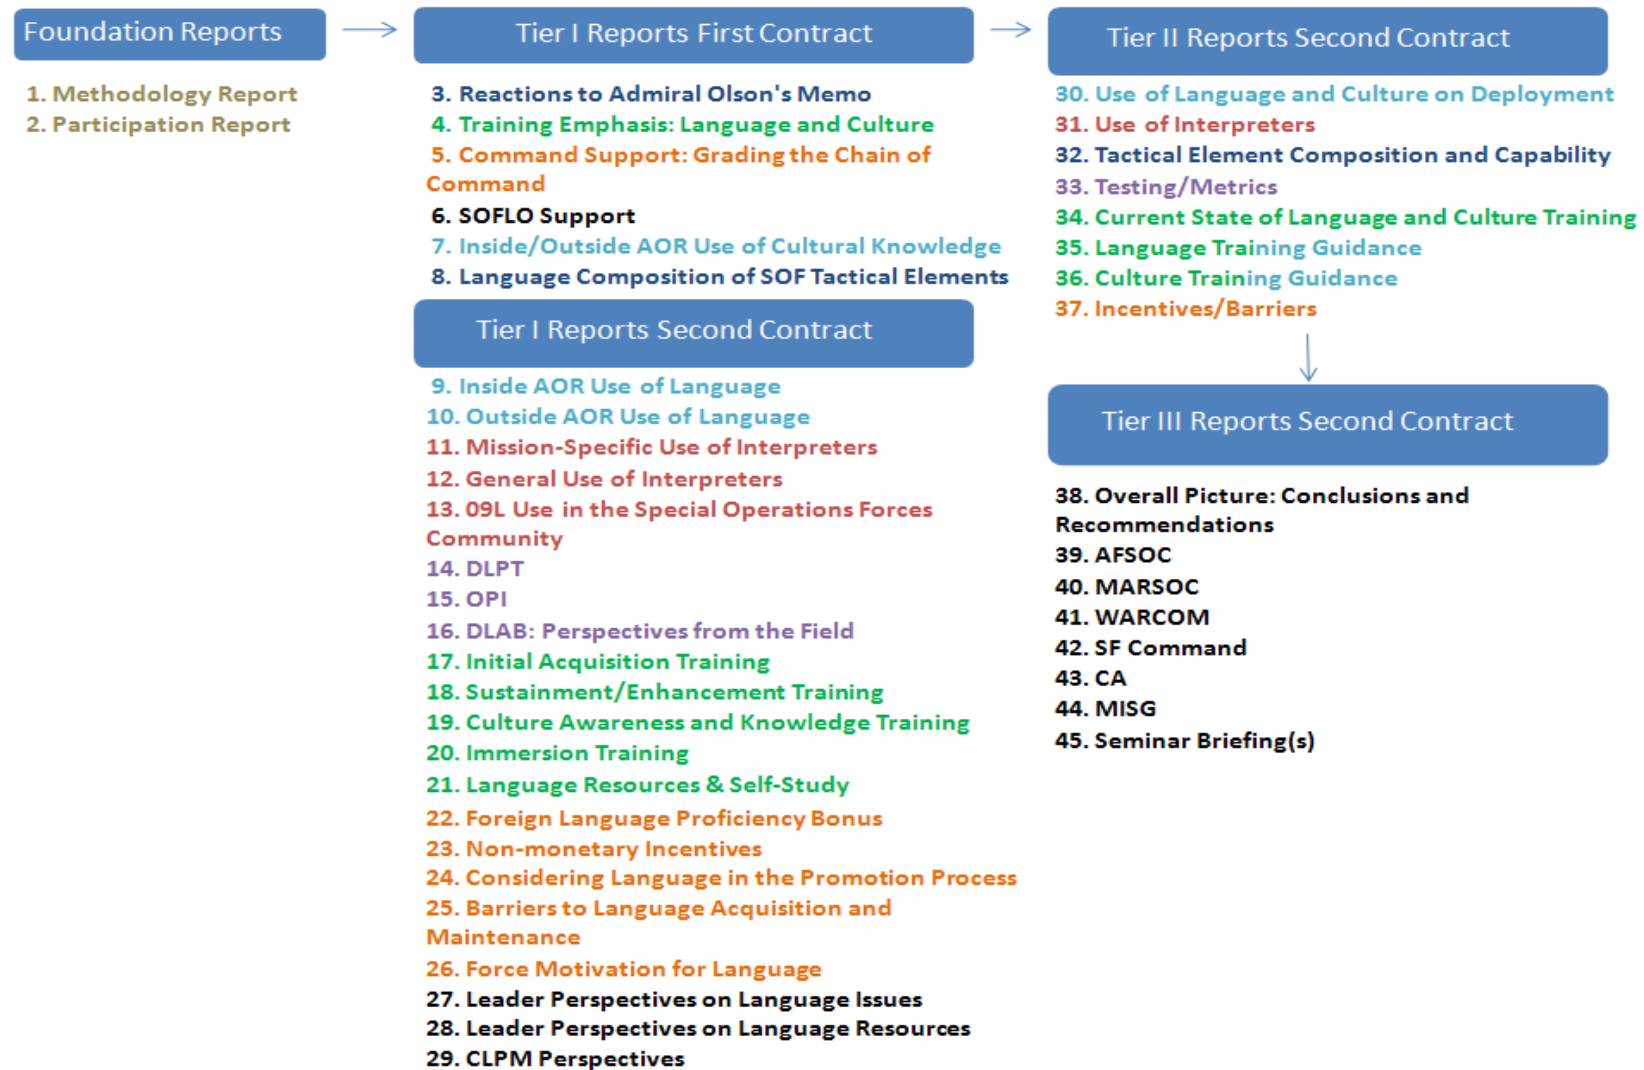 Foundation Reports
1. Methodology Report
2. Participation Report
Tier I Reports First Contract
3. Reactions to Admiral Olson's Memo
4. Training Emphasis: Language and Culture
5. Command Support: Grading the Chain of
Command
6. SOFLO Support
7. Inside/Outside AOR Use of Cultural Knowledge
8. Language Composition of SOF Tactical Elements
Tier I Reports Second Contract
9. Inside AOR Use of Language
10. Outside AOR Use of Language
11. Mission-Specific Use of Interpreters
12. General Use of Interpreters
13. 09L Use in the Special Operations Forces
Community
14. DLPT
15. OPI
16. DLAB: Perspectives from the Field
17. Initial Acquisition Training
18. Sustainment/Enhancement Training
19. Culture Awareness and Knowledge Training
20. Immersion Training
21. Language Resources & Self-Study
22. Foreign Language Proficiency Bonus
23. Non-monetary Incentives
24. Considering Language in the Promotion Process
25. Barriers to Language Acquisition and
Maintenance
26. Force Motivation for Language
27. Leader Perspectives on Language Issues
28. Leader Perspectives on Language Resources
29. CLPM Perspectives
Tier II Reports Second Contract
30. Use of Language and Culture on Deployment
31. Use of Interpreters
32. Tactical Element Composition and Capability
33. Testing/Metrics
34. Current State of Language and Culture Training
35. Language Training Guidance
36. Culture Training Guidance
37. Incentives/Barriers
Tier III Reports Second Contract
38. Overall Picture: Conclusions and
Recommendations
39. AFSOC
40. MARSOC
41. WARCOM
42. SF Command
43. CA
44. MISG
45. Seminar Briefing(s)